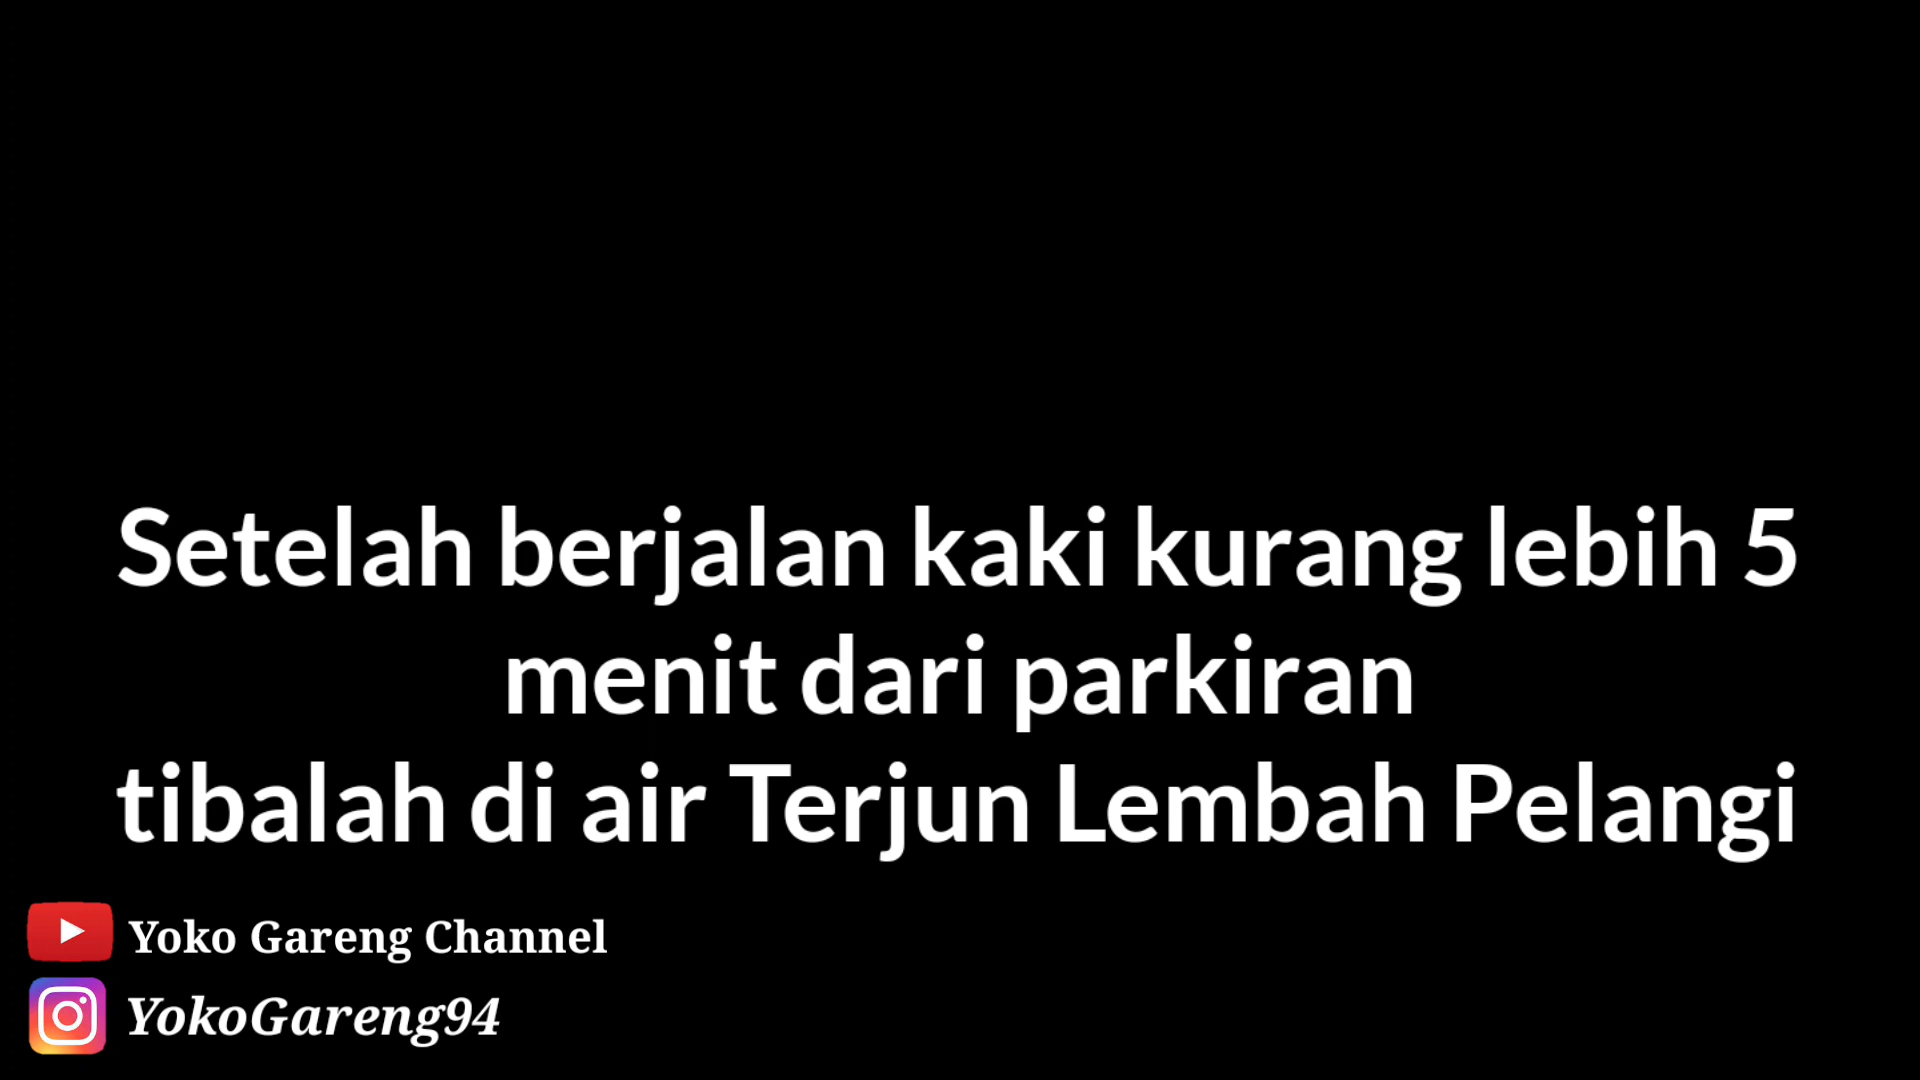 Setelah berjalan kaki kurang lebih 5
menit dari parkiran
tibalah di air Terjun Lembah Pelangi
Yoko Gareng Channel
YokoGareng94